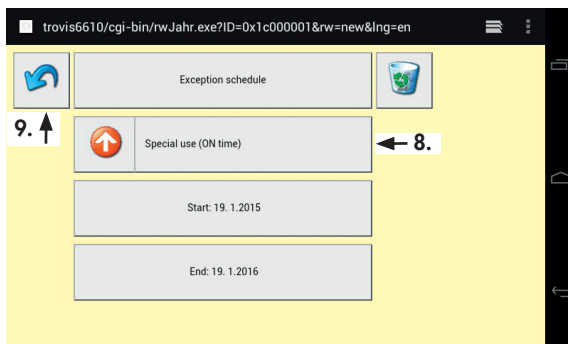 trovis6610/cgi-bin/rwJahr.exe?ID=0x1c000001&rw=new&lng=en
Exception schedule
9.
Special use (ON time)
8.
Start: 19. 1.2015
End: 19. 1.2016